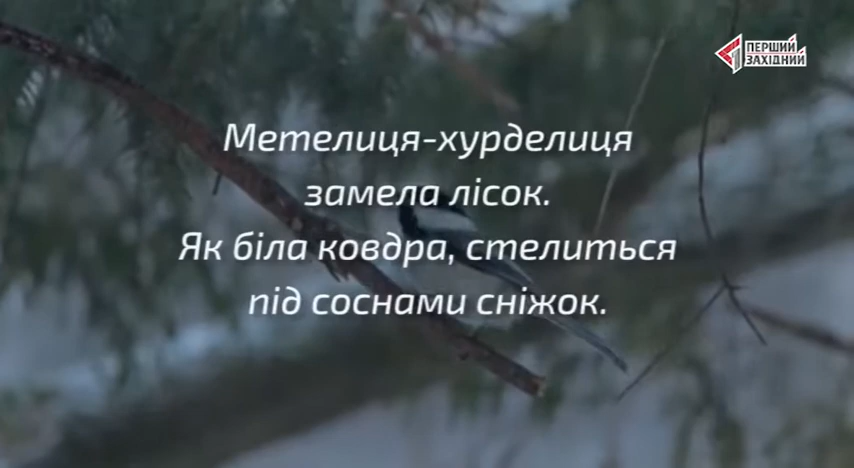 ПЕРШИЙ
ЗАХІДНИЙ
Метелиця-хурделиця
замела лісок.
Як біла ковдра, стелиться
під соснами сніжок.